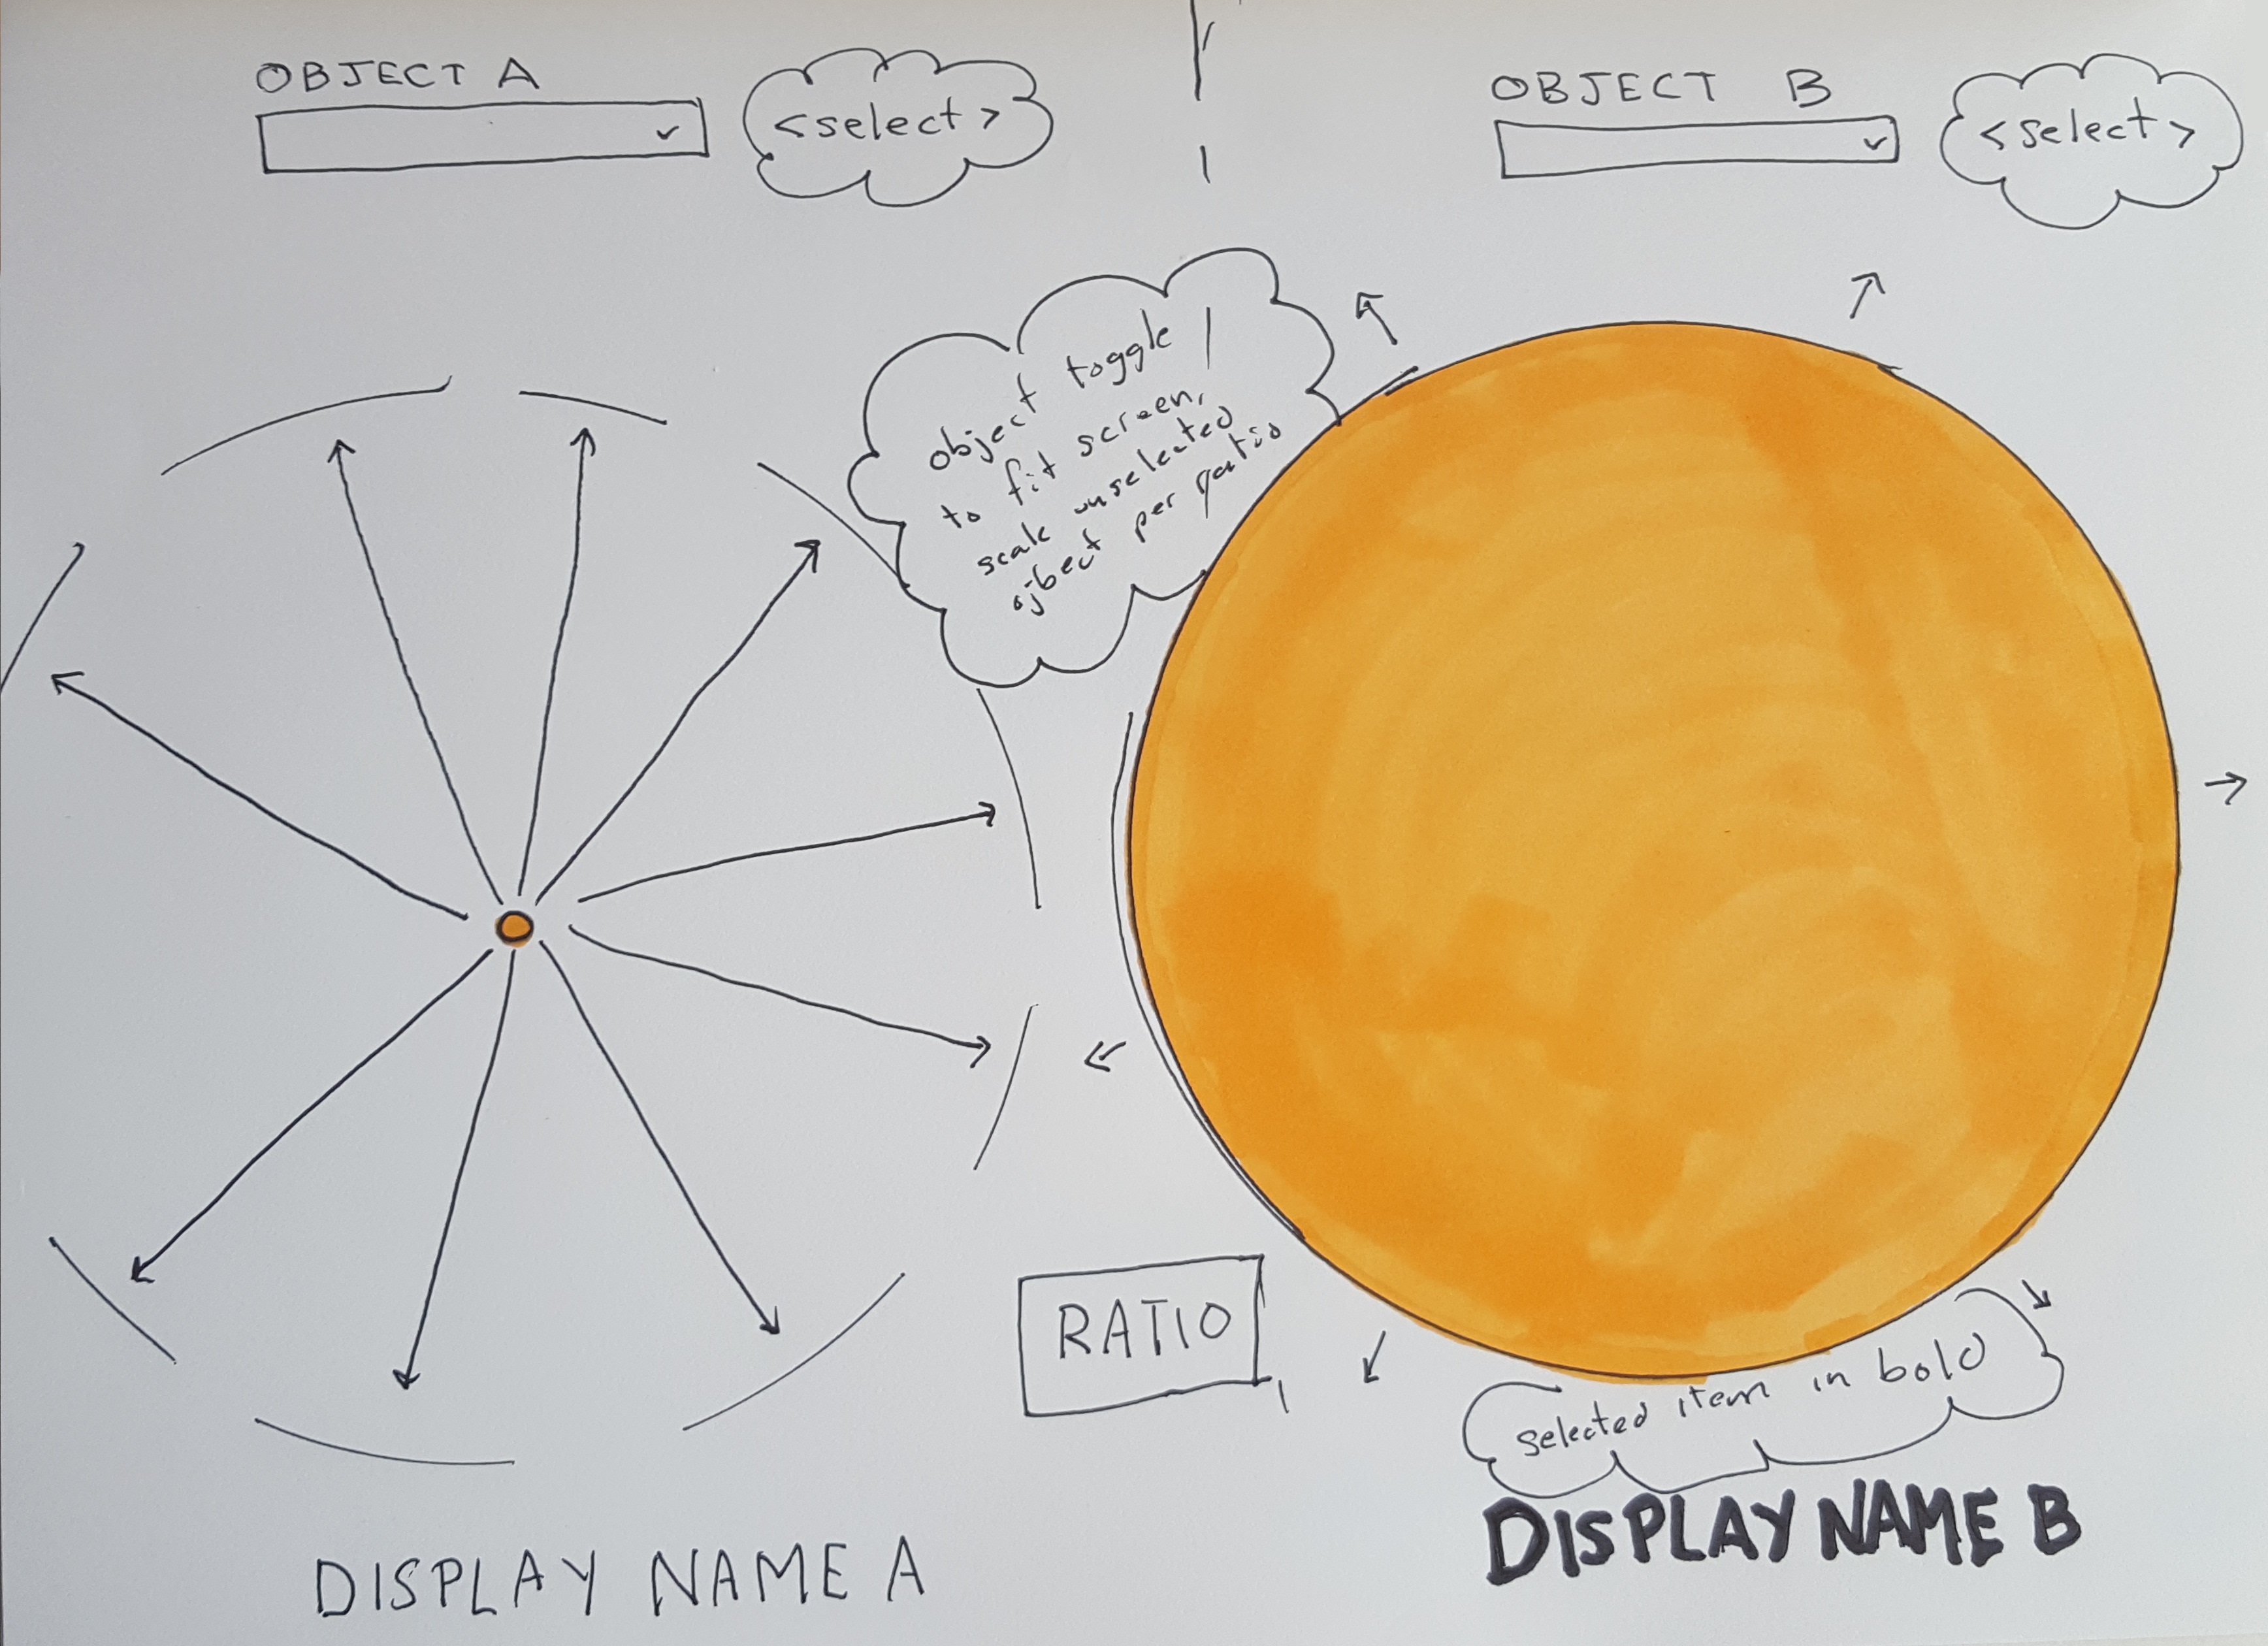 OBJECT A
<select>
OBJECT B
<select>
object toggle
to fit screen,
scale unselected
object per ratio
RATIO
selected item in bold
DISPLAY NAME A
DISPLAY NAME B